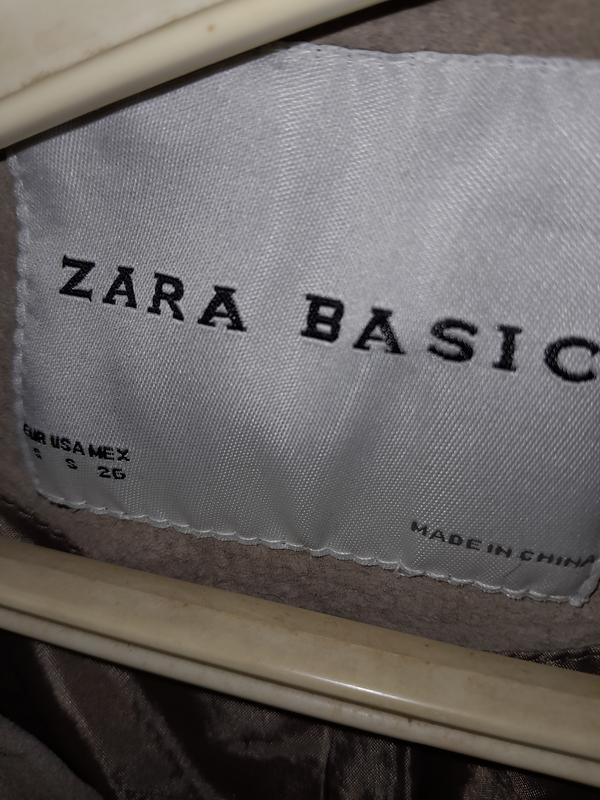 ZARA BASIC
EUR USA MEX
S S 26
MADE IN CHINA